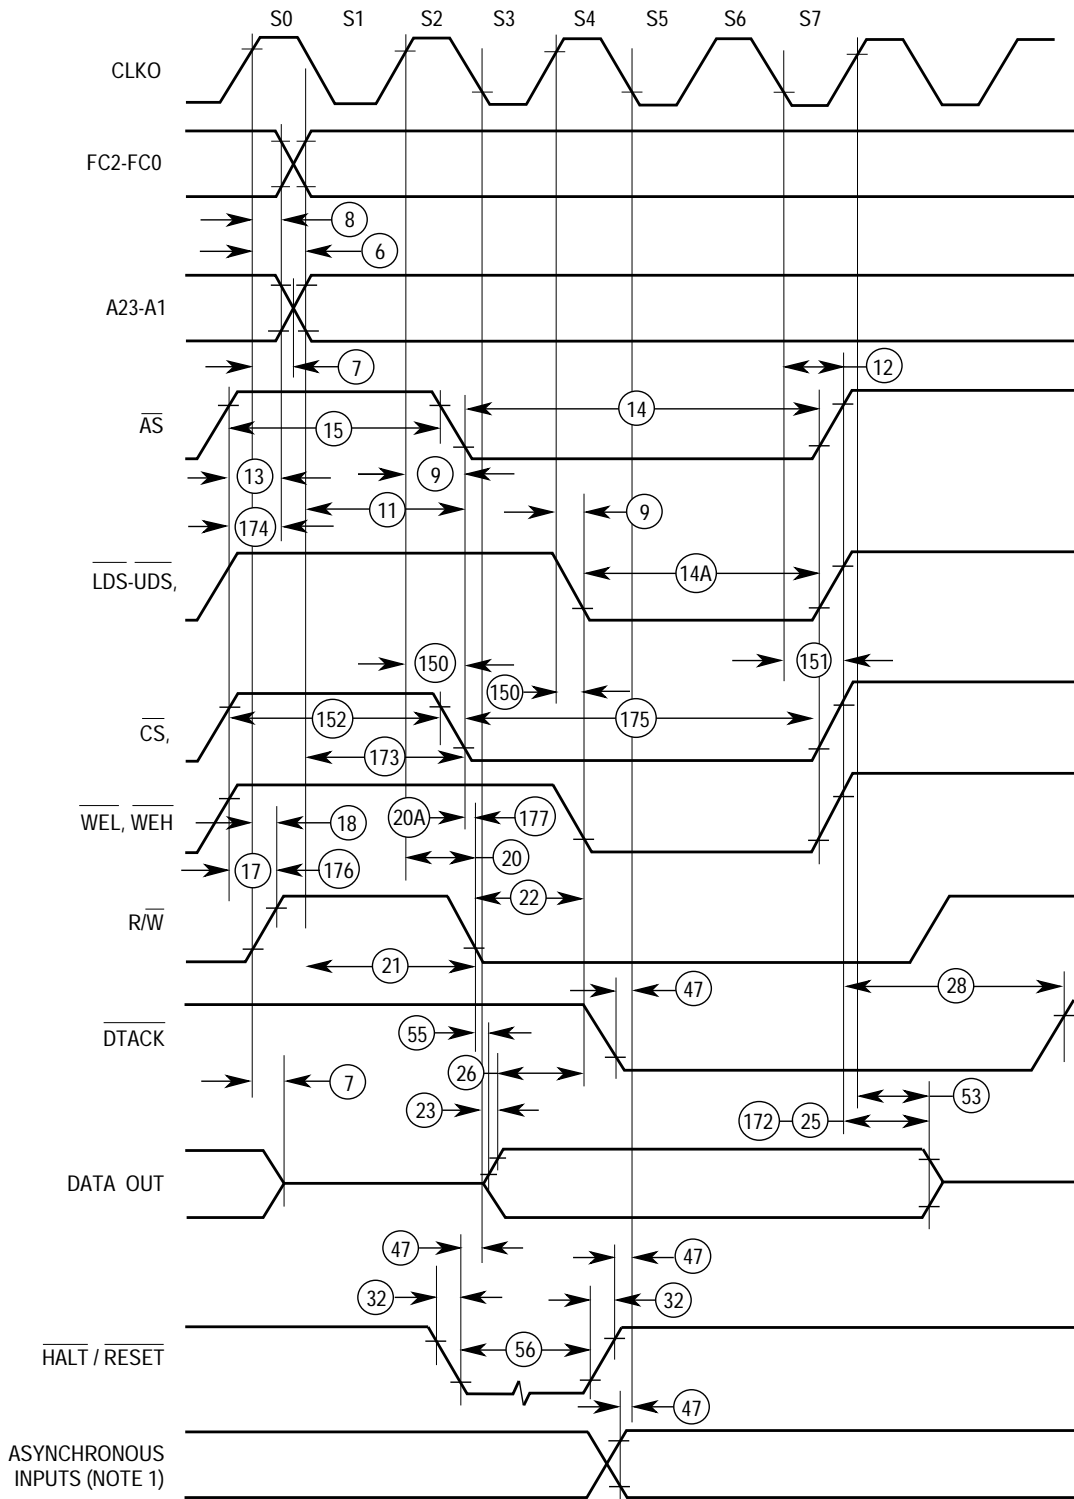 S0 S1 S2 S3 S4 S5 S6 S7
CLKO
FC2-FC0
8
6
A23-A1
7
12
AS
14
15
13
9
11
9
174
LDS-UDS,
14A
150
151
150
CS,
152
175
173
WEL, WEH
18
20A
177
20
17
176
22
R/W
21
28
47
DTACK
55
26
7
53
23
172
25
DATA OUT
47
47
32
32
HALT / RESET
56
47
ASYNCHRONOUS
INPUTS (NOTE 1)